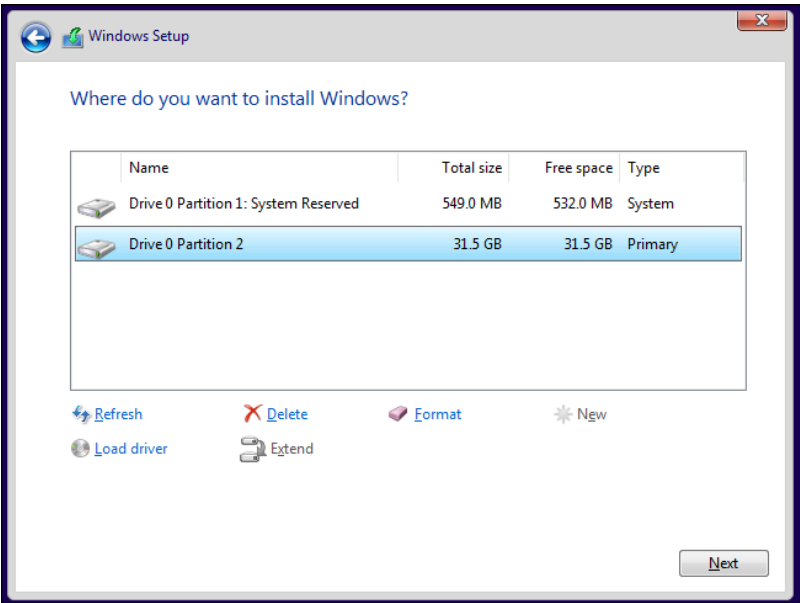 Windows Setup
Where do you want to install Windows?
Name Total size Free space Type
Drive 0 Partition 1: System Reserved 549.0 MB 532.0 MB System
Drive 0 Partition 2 31.5 GB 31.5 GB Primary
Refresh Delete Format New
Load driver Extend
Next